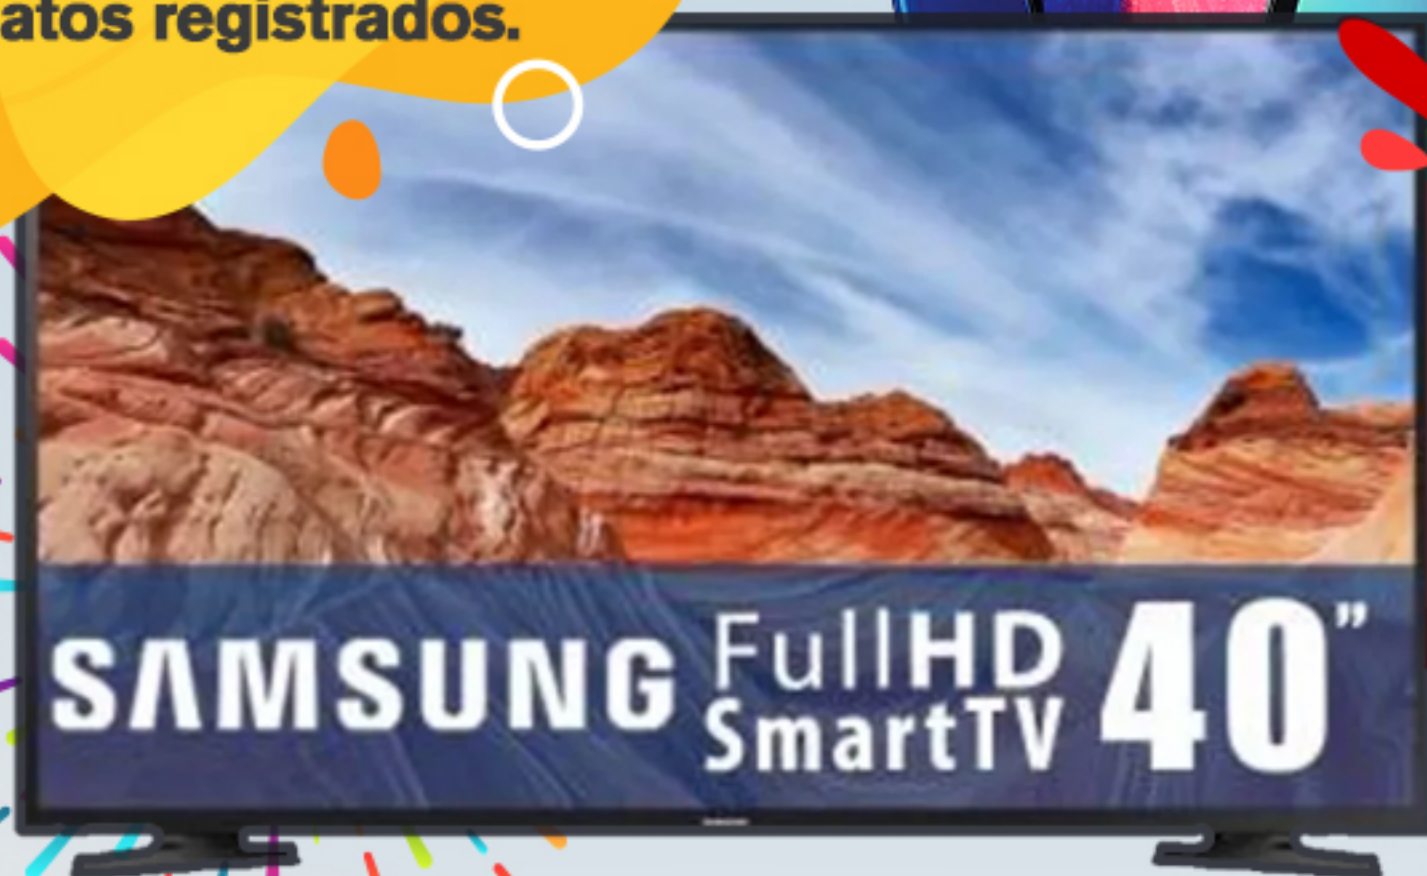 atos registrados.
SAMSUNG
FullHD
SmartTV
40”